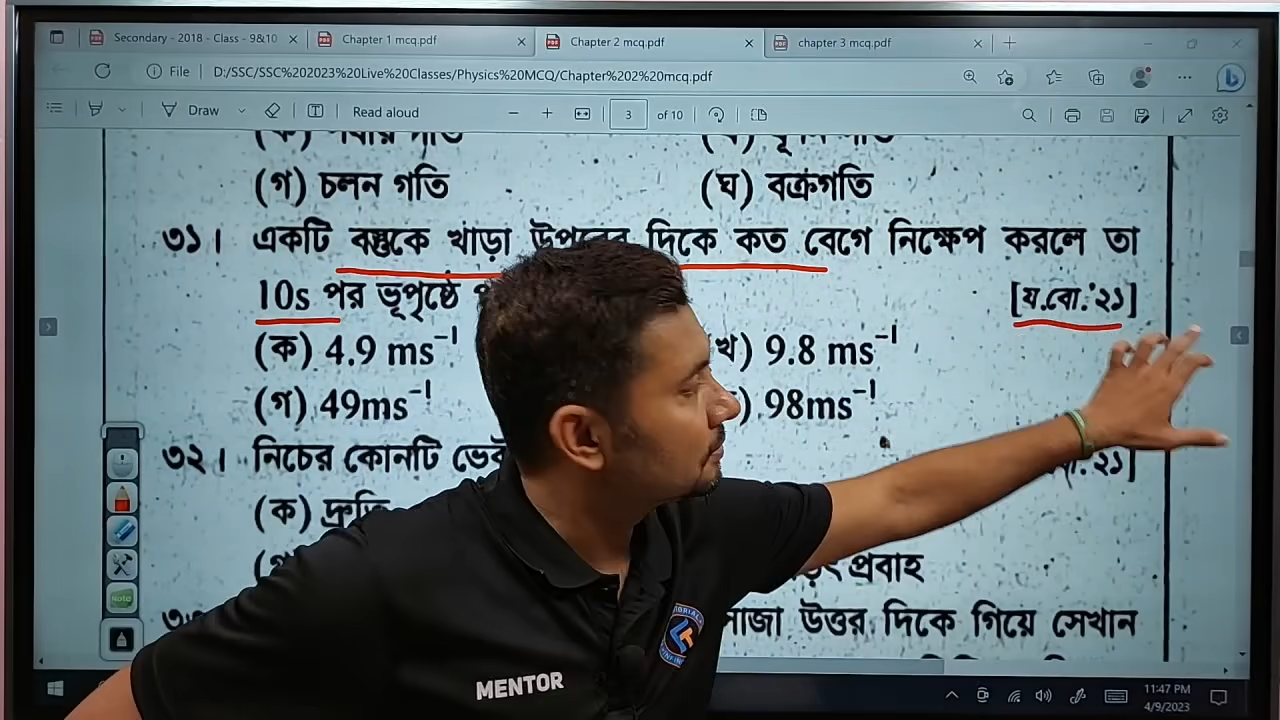 Secondary - 2018 - Class - 9&10
Chapter 1 mcq.pdf
Chapter 2 mcq.pdf
chapter 3 mcq.pdf
File
D:/SSC/SSC%202023%20Live%20Classes/Physics%20MCQ/Chapter%202%20mcq.pdf
Draw
Read aloud
3 of 10
(গ) চলন গতি (ঘ) বক্রগতি
৩১। একটি বস্তুকে খাড়া উপরের দিকে কত বেগে নিক্ষেপ করলে তা
10s পর ভূপৃষ্ঠে [য.বো.'২১]
(ক) 4.9 ms⁻¹ (খ) 9.8 ms⁻¹
(গ) 49ms⁻¹ 98ms⁻¹
৩২। নিচের কোনটি
২১]
(ক) দ্রুতি
প্রবাহ
উত্তর দিকে গিয়ে সেখান
Note
MENTOR
11:47 PM
4/9/2023